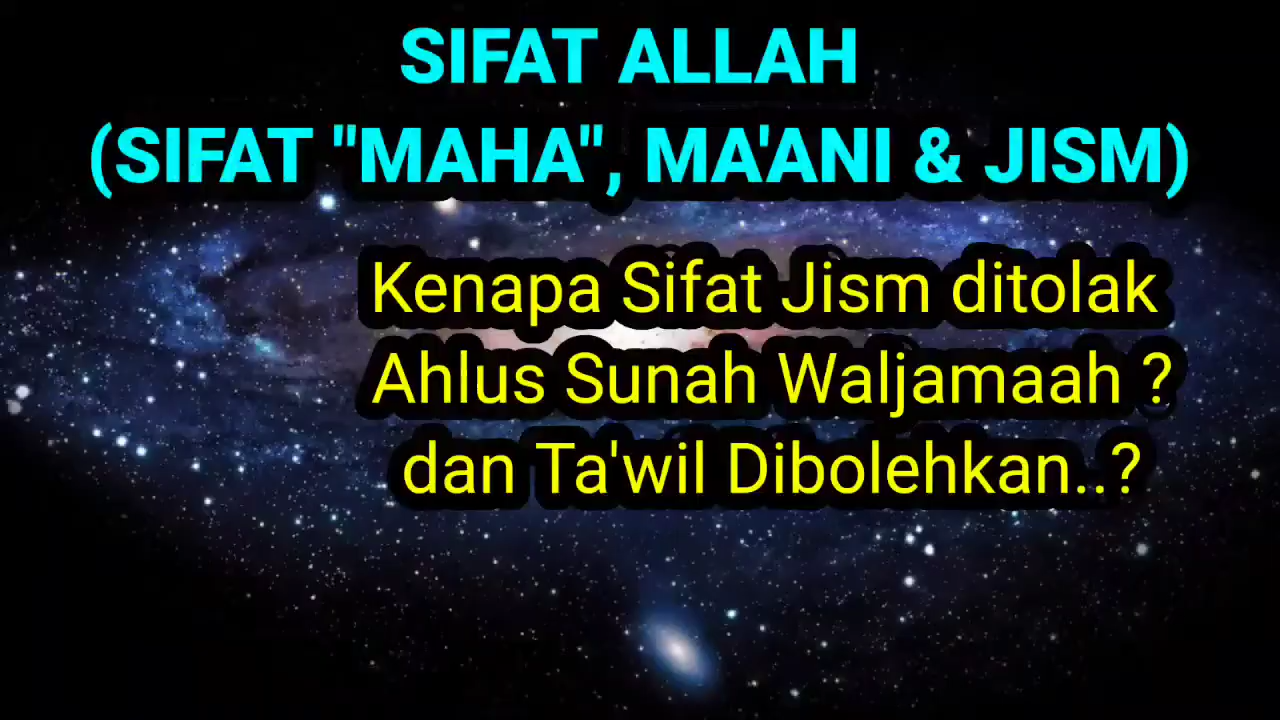 SIFAT ALLAH
(SIFAT "MAHA", MA'ANI & JISM)
Kenapa Sifat Jism ditolak
Ahlus Sunah Waljamaah ?
dan Ta'wil Dibolehkan..?